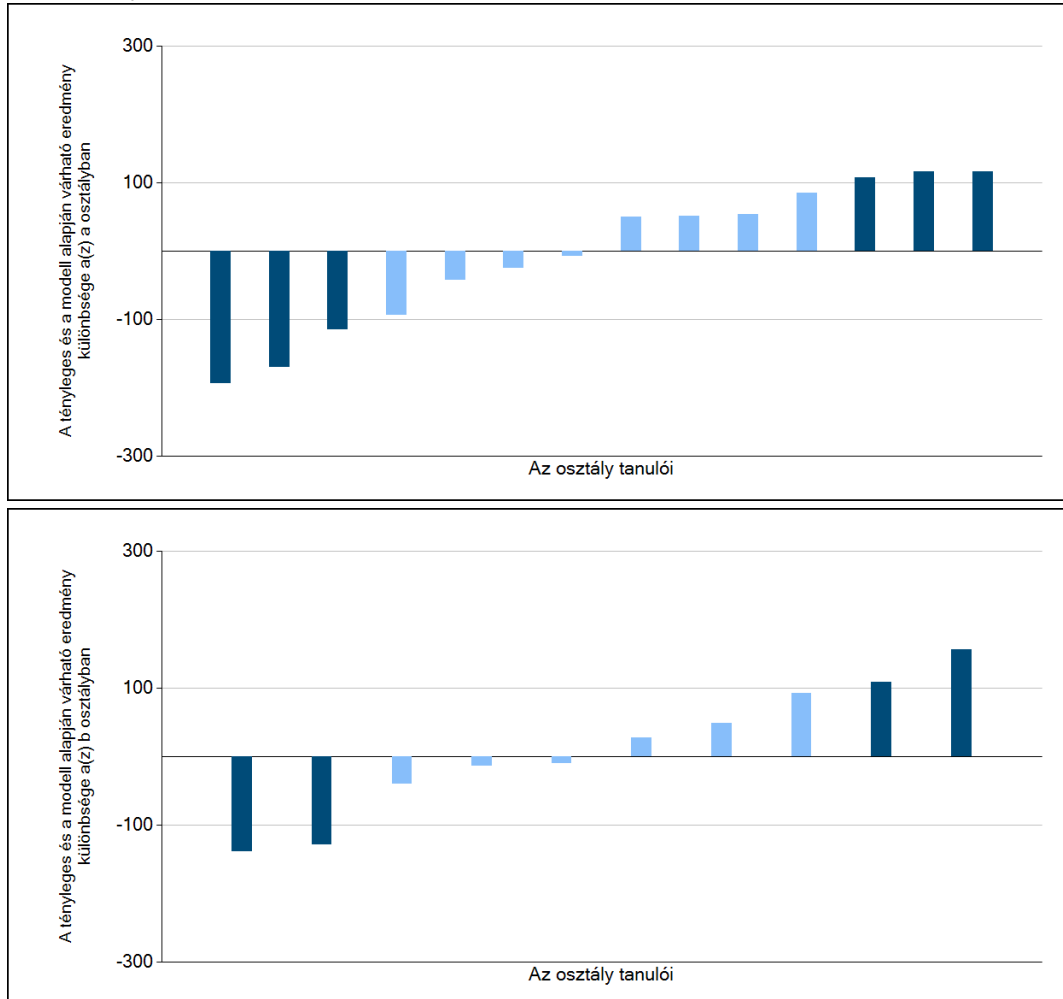 A tényleges és a modell alapján várható eredmény
különbsége a(z) a osztályban
300
100
-100
-300
Az osztály tanulói
A tényleges és a modell alapján várható eredmény
különbsége a(z) b osztályban
300
100
-100
-300
Az osztály tanulói